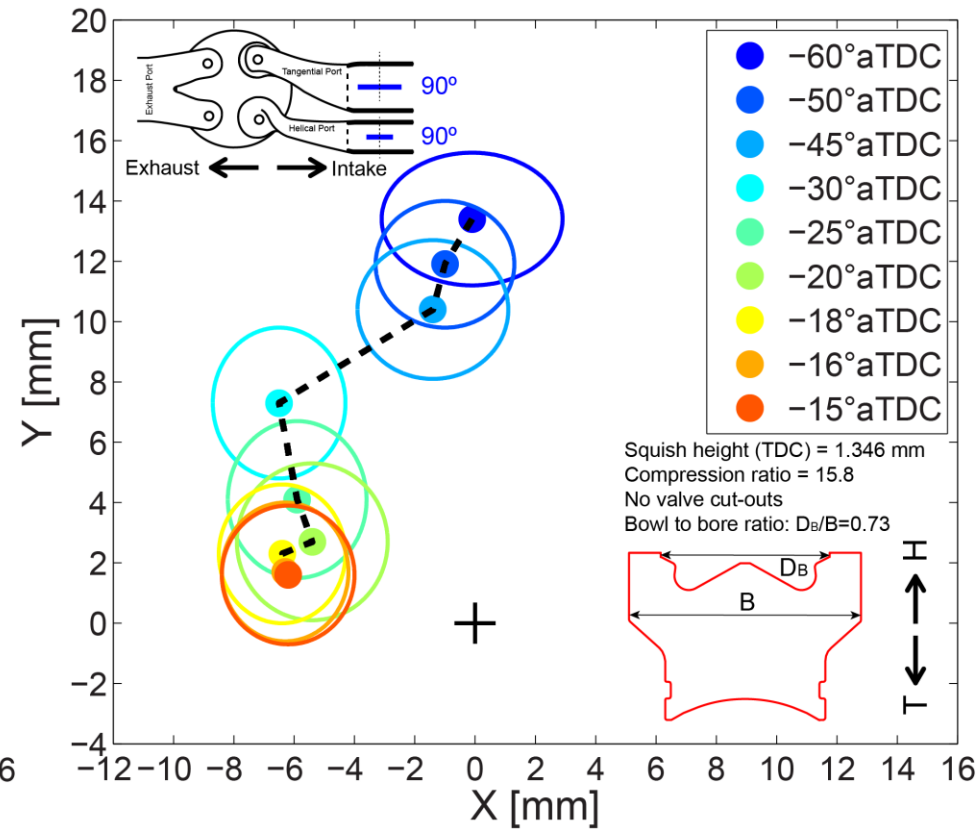 20
18
16
14
12
10
8
6
4
2
0
−2
−4
Y [mm]
Exhaust Port
Tangential Port
Helical Port
90º
90º
Exhaust
Intake
−60°aTDC
−50°aTDC
−45°aTDC
−30°aTDC
−25°aTDC
−20°aTDC
−18°aTDC
−16°aTDC
−15°aTDC
Squish height (TDC) = 1.346 mm
Compression ratio = 15.8
No valve cut-outs
Bowl to bore ratio: DB/B=0.73
DB
B
H
T
6
−12 −10 −8 −6 −4 −2 0 2 4 6 8 10 12 14 16
X [mm]